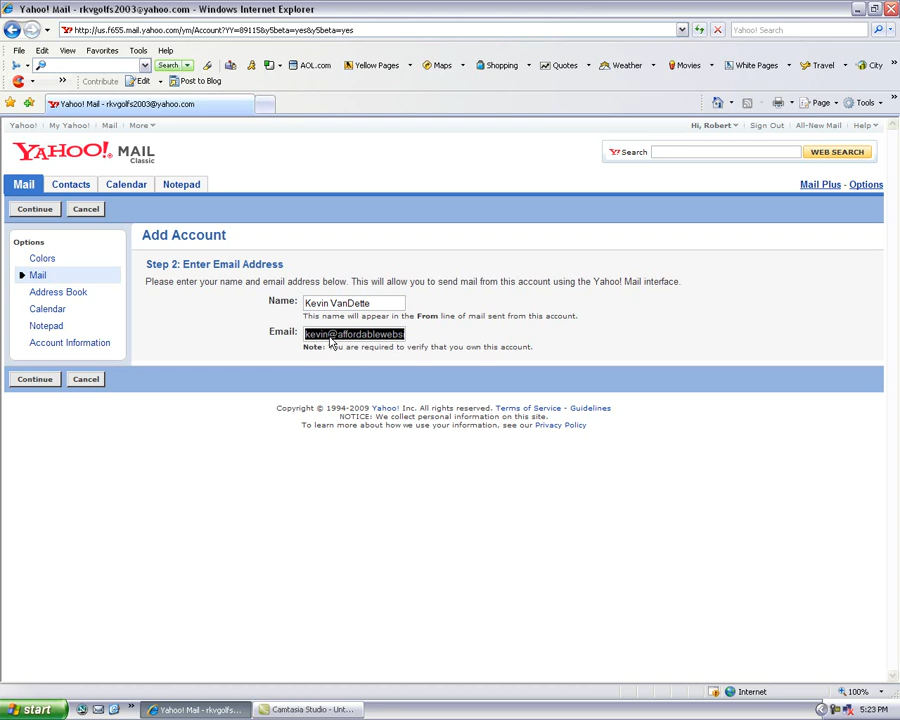 Yahoo! Mail - rkvgolfs2003@yahoo.com - Windows Internet Explorer
http://us.f655.mail.yahoo.com/ym/Account?YY=89115&y5beta=yes&y5beta=yes
Yahoo! Search
File Edit View Favorites Tools Help
Search AOL.com Yellow Pages Maps Shopping Quotes Weather Movies White Pages Travel City
Contribute Edit Post to Blog
Yahoo! Mail - rkvgolfs2003@yahoo.com
Page Tools
Yahoo! My Yahoo! Mail More
Hi, Robert Sign Out All-New Mail Help
YAHOO! MAIL
Classic
Search WEB SEARCH
Mail Contacts Calendar Notepad
Mail Plus - Options
Continue Cancel
Options
Colors
Mail
Address Book
Calendar
Notepad
Account Information
Add Account
Step 2: Enter Email Address
Please enter your name and email address below. This will allow you to send mail from this account using the Yahoo! Mail interface.
Name: Kevin VanDette
This name will appear in the From line of mail sent from this account.
Email: kevin@affordablewebs
Note: You are required to verify that you own this account.
Continue Cancel
Copyright © 1994-2009 Yahoo! Inc. All rights reserved. Terms of Service - Guidelines
NOTICE: We collect personal information on this site.
To learn more about how we use your information, see our Privacy Policy
Internet
100%
start
Yahoo! Mail - rkvgolfs...
Camtasia Studio - Unt...
5:23 PM